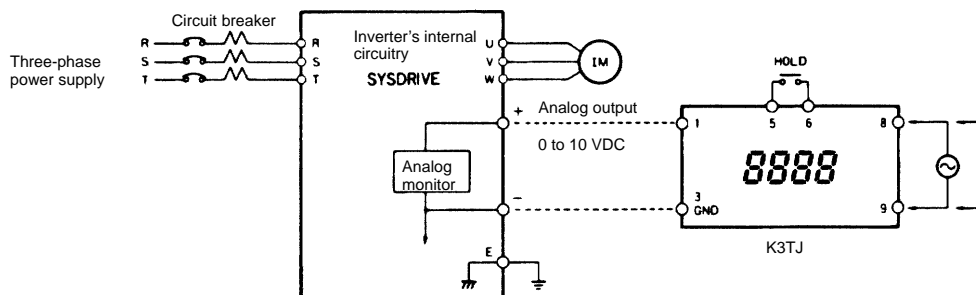 Circuit breaker
Three-phase
power supply
R
S
T
R
S
T
Inverter's internal
circuitry
SYSDRIVE
U
V
W
IM
HOLD
+
Analog output
0 to 10 VDC
Analog
monitor
−
E
1
5
6
8
8888
3
GND
9
K3TJ